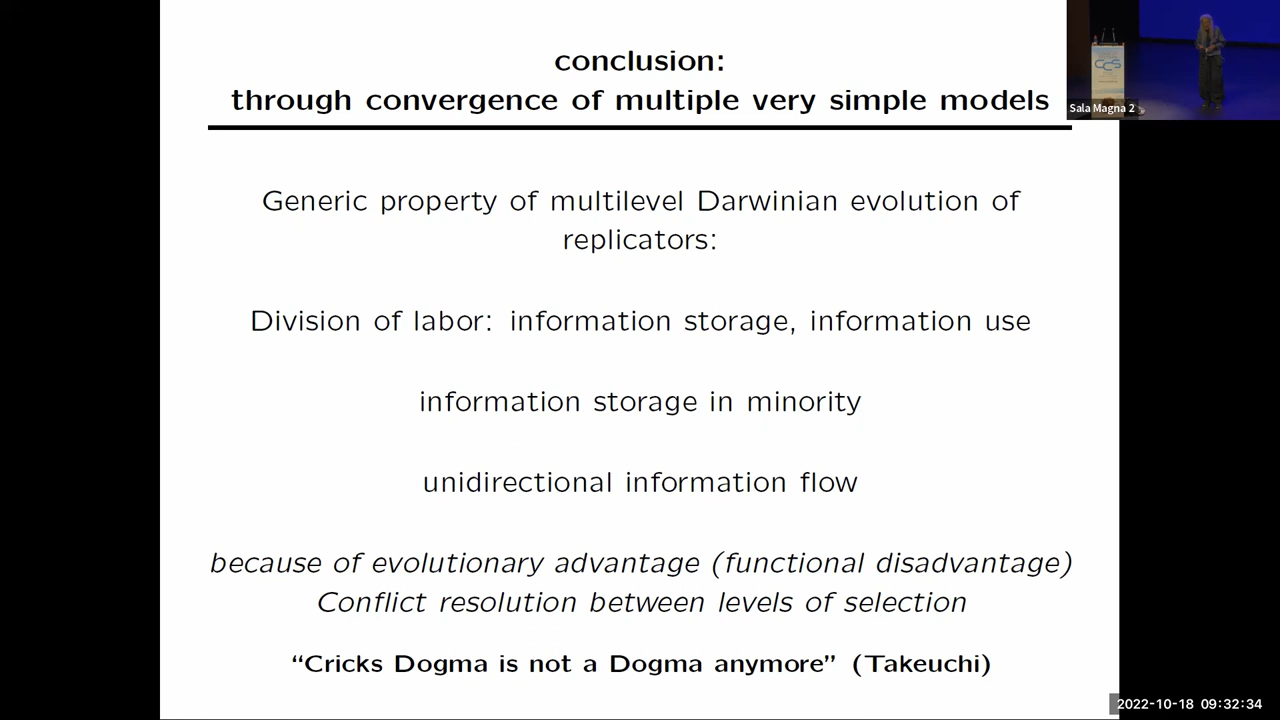 conclusion:
through convergence of multiple very simple models
Sala Magna 2
Generic property of multilevel Darwinian evolution of
replicators:
Division of labor: information storage, information use
information storage in minority
unidirectional information flow
because of evolutionary advantage (functional disadvantage)
Conflict resolution between levels of selection
“Cricks Dogma is not a Dogma anymore” (Takeuchi)
2022-10-18 09:32:34